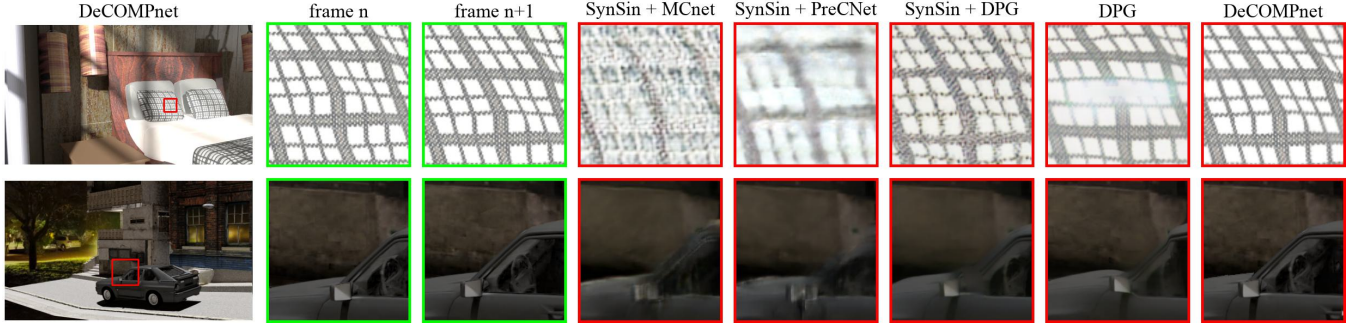 DeCOMPnet frame n frame n+1 SynSin + MCnet SynSin + PreCNet SynSin + DPG DPG DeCOMPnet